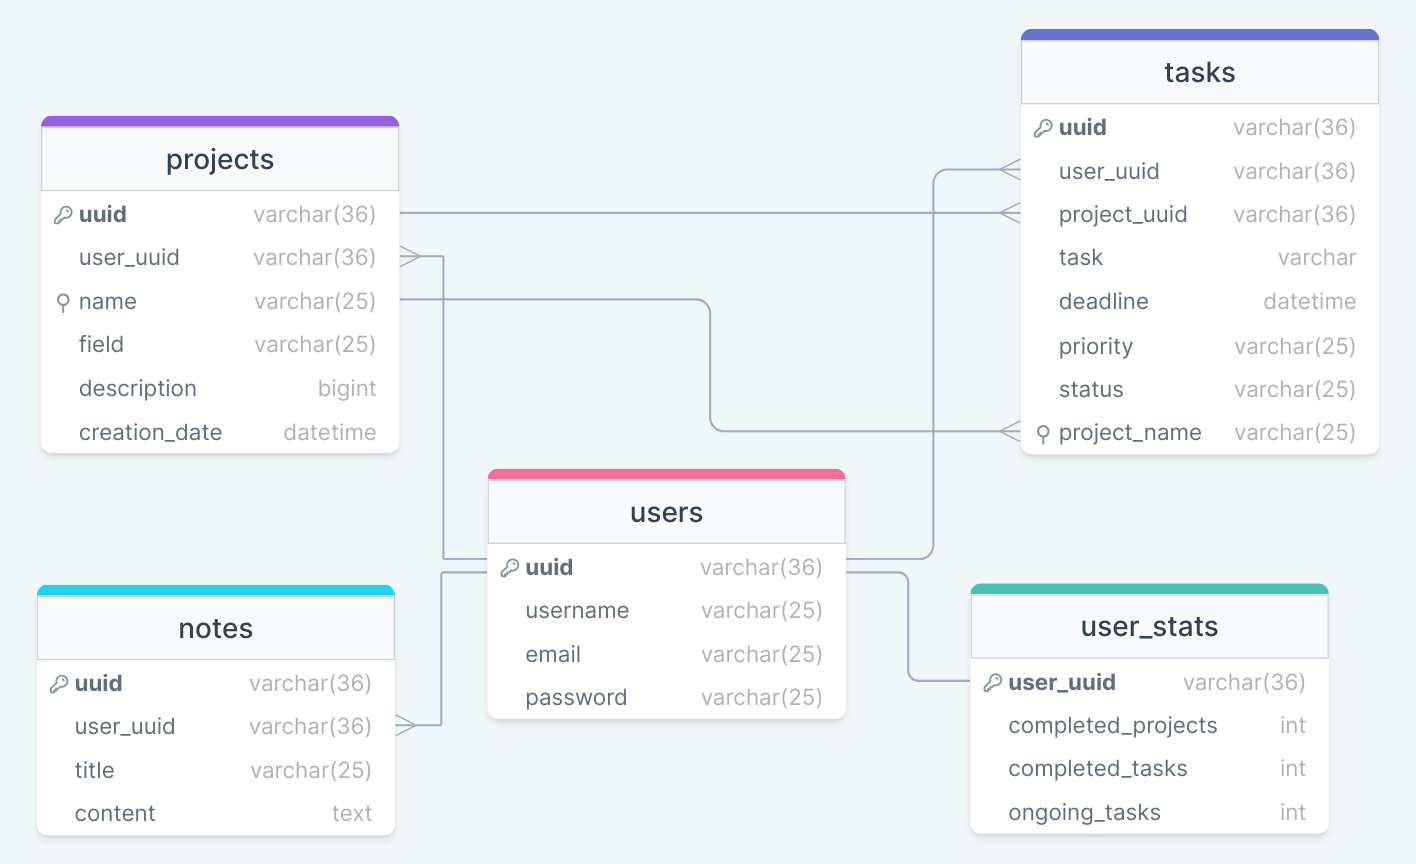 projects
uuid varchar(36)
user_uuid varchar(36)
name varchar(25)
field varchar(25)
description bigint
creation_date datetime
tasks
uuid varchar(36)
user_uuid varchar(36)
project_uuid varchar(36)
task varchar
deadline datetime
priority varchar(25)
status varchar(25)
project_name varchar(25)
users
uuid varchar(36)
username varchar(25)
email varchar(25)
password varchar(25)
notes
uuid varchar(36)
user_uuid varchar(36)
title varchar(25)
content text
user_stats
user_uuid varchar(36)
completed_projects int
completed_tasks int
ongoing_tasks int